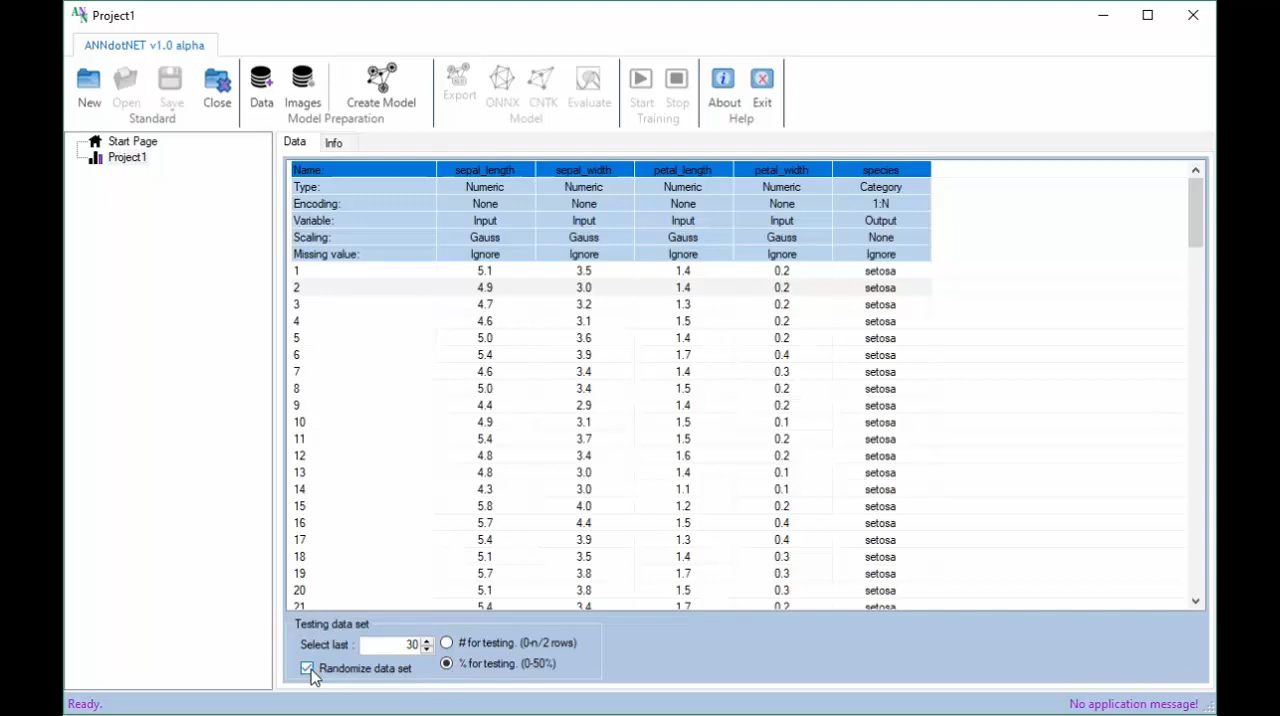 ANN Project1
ANNdotNET v1.0 alpha
New Open Save Close Data Images Create Model Export ONNX CNTK Evaluate Start Stop About Exit
Standard Model Preparation Model Training Help
Start Page
Project1
Data Info
Name: sepal_length sepal_width petal_length petal_width species
Type: Numeric Numeric Numeric Numeric Category
Encoding: None None None None 1:N
Variable: Input Input Input Input Output
Scaling: Gauss Gauss Gauss Gauss None
Missing value: Ignore Ignore Ignore Ignore Ignore
1 5.1 3.5 1.4 0.2 setosa
2 4.9 3.0 1.4 0.2 setosa
3 4.7 3.2 1.3 0.2 setosa
4 4.6 3.1 1.5 0.2 setosa
5 5.0 3.6 1.4 0.2 setosa
6 5.4 3.9 1.7 0.4 setosa
7 4.6 3.4 1.4 0.3 setosa
8 5.0 3.4 1.5 0.2 setosa
9 4.4 2.9 1.4 0.2 setosa
10 4.9 3.1 1.5 0.1 setosa
11 5.4 3.7 1.5 0.2 setosa
12 4.8 3.4 1.6 0.2 setosa
13 4.8 3.0 1.4 0.1 setosa
14 4.3 3.0 1.1 0.1 setosa
15 5.8 4.0 1.2 0.2 setosa
16 5.7 4.4 1.5 0.4 setosa
17 5.4 3.9 1.3 0.4 setosa
18 5.1 3.5 1.4 0.3 setosa
19 5.7 3.8 1.7 0.3 setosa
20 5.1 3.8 1.5 0.3 setosa
21 5.4 3.4 1.7 0.2 setosa
Testing data set
Select last : 30 # for testing. (0-n/2 rows)
Randomize data set % for testing. (0-50%)
Ready. No application message!